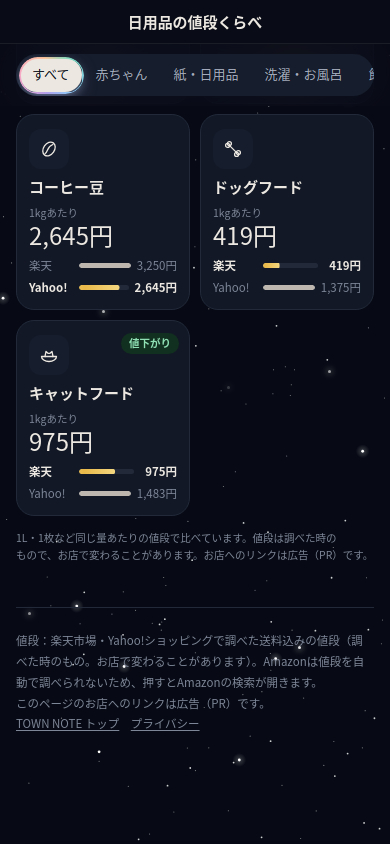 日用品の値段くらべ
すべて 赤ちゃん 紙・日用品 洗濯・お風呂
コーヒー豆
1kgあたり
2,645円
楽天 3,250円
Yahoo! 2,645円
ドッグフード
1kgあたり
419円
楽天 419円
Yahoo! 1,375円
値下がり
キャットフード
1kgあたり
975円
楽天 975円
Yahoo! 1,483円
1L・1枚など同じ量あたりの値段で比べています。値段は調べた時の
もので、お店で変わることがあります。お店へのリンクは広告（PR）です。
値段：楽天市場・Yahoo!ショッピングで調べた送料込みの値段（調
べた時のもの。お店で変わることがあります）。Amazonは値段を自
動で調べられないため、押すとAmazonの検索が開きます。
このページのお店へのリンクは広告（PR）です。
TOWN NOTE トップ プライバシー